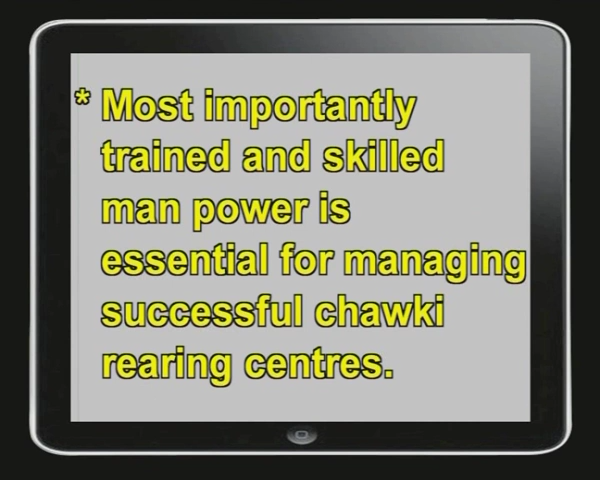 * Most importantly
trained and skilled
man power is
essential for managing
successful chawki
rearing centres.